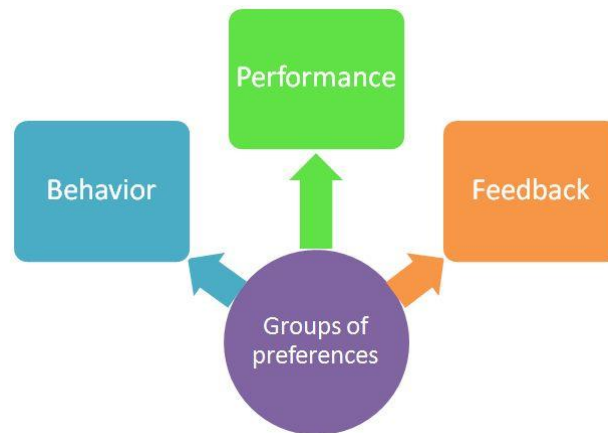 Performance
Behavior
Feedback
Groups of
preferences